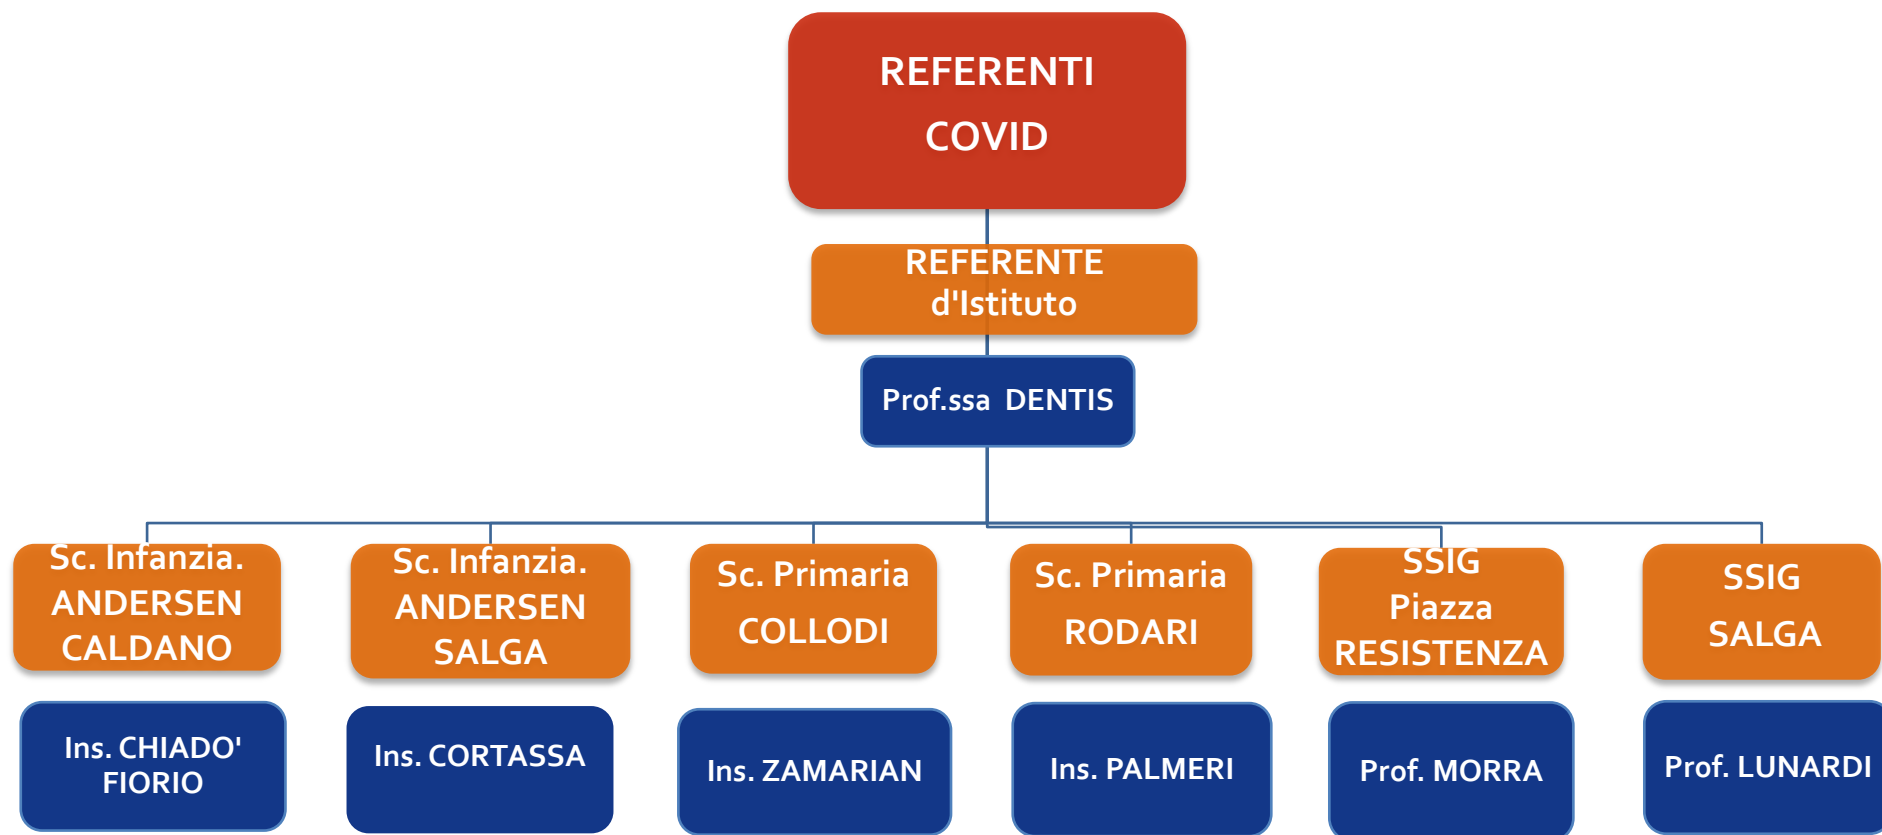 REFERENTI
COVID
REFERENTE
d'Istituto
Prof.ssa DENTIS
Sc. Infanzia.
ANDERSEN
CALDANO
Sc. Infanzia.
ANDERSEN
SALGA
Sc. Primaria
COLLODI
Sc. Primaria
RODARI
SSIG
Piazza
RESISTENZA
SSIG
SALGA
Ins. CHIADO'
FIORIO
Ins. CORTASSA
Ins. ZAMARIAN
Ins. PALMERI
Prof. MORRA
Prof. LUNARDI